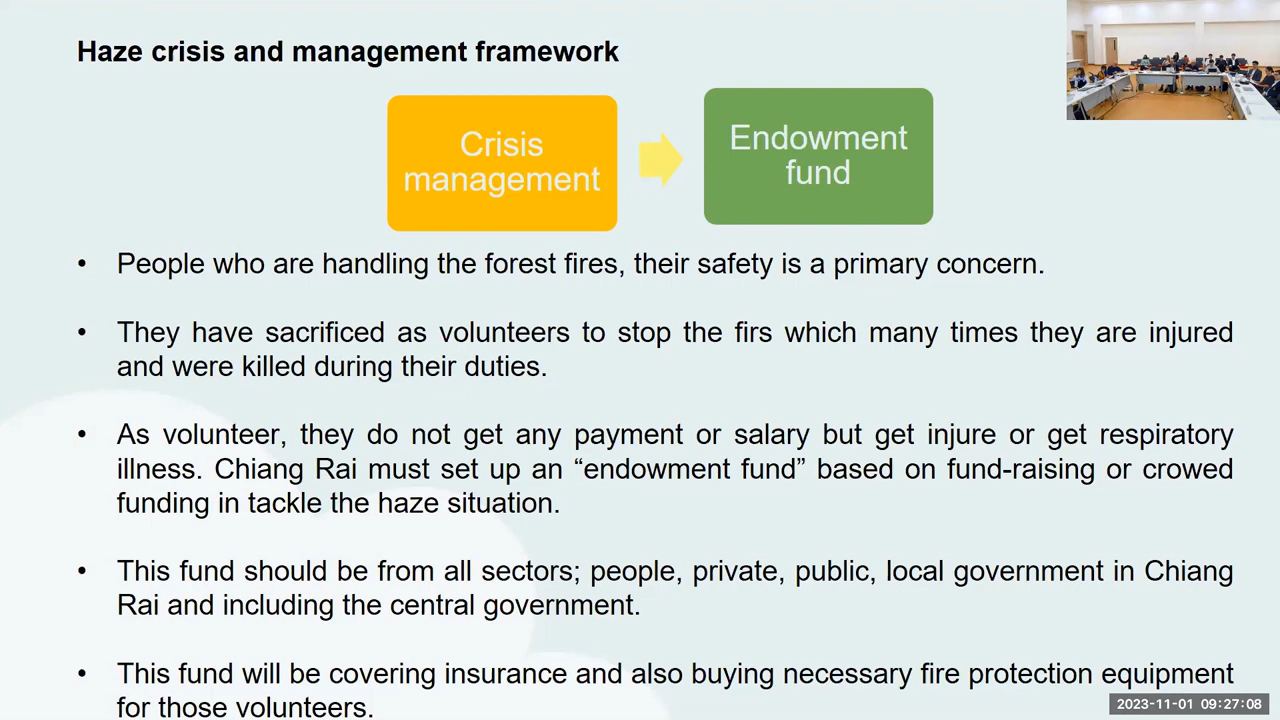 Haze crisis and management framework
Crisis
management
Endowment
fund
• People who are handling the forest fires, their safety is a primary concern.
• They have sacrificed as volunteers to stop the firs which many times they are injured
and were killed during their duties.
• As volunteer, they do not get any payment or salary but get injure or get respiratory
illness. Chiang Rai must set up an “endowment fund” based on fund-raising or crowed
funding in tackle the haze situation.
• This fund should be from all sectors; people, private, public, local government in Chiang
Rai and including the central government.
• This fund will be covering insurance and also buying necessary fire protection equipment
for those volunteers.
2023-11-01 09:27:08